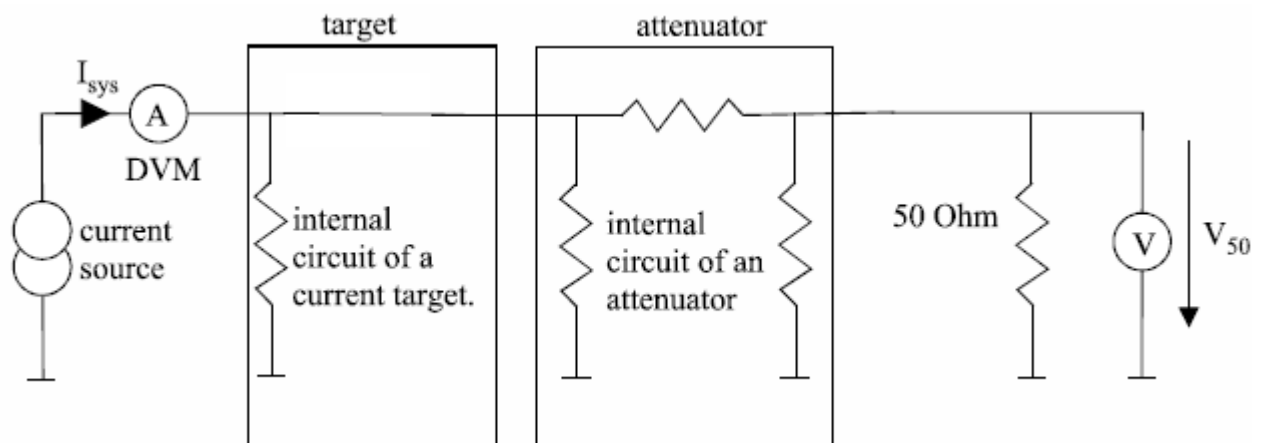 target
attenuator
I_sys
A
DVM
current
source
internal
circuit of a
current target.
internal
circuit of an
attenuator
50 Ohm
V
V_50